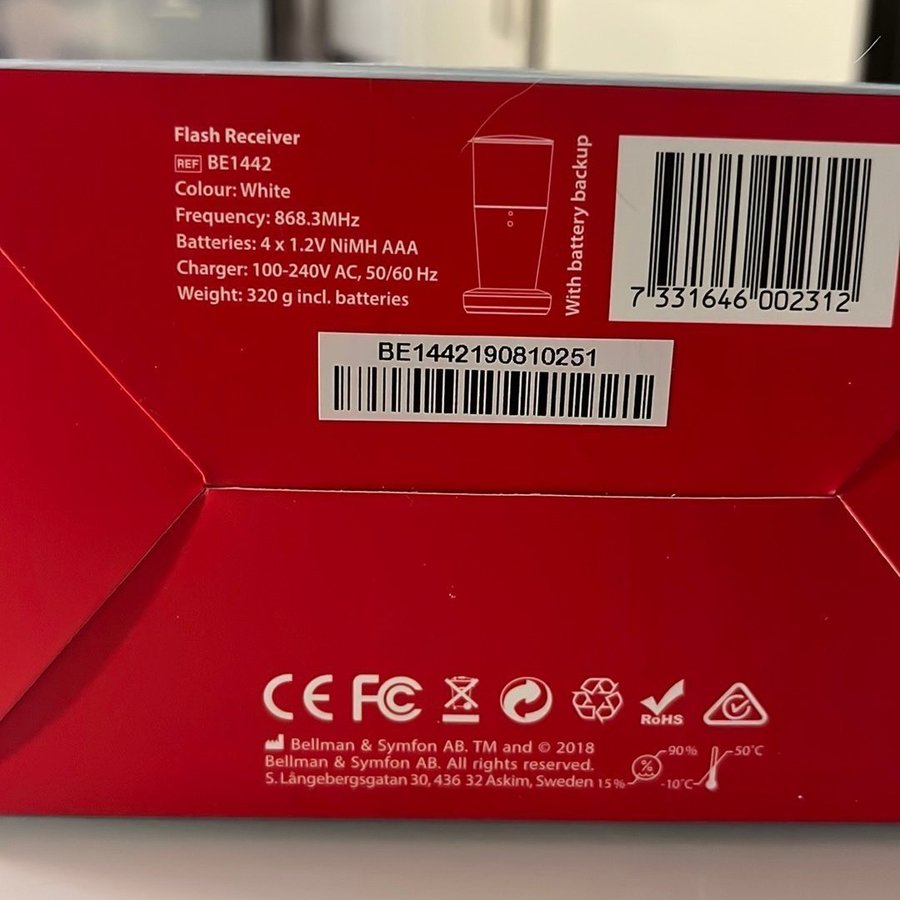 Flash Receiver
REF BE1442
Colour: White
Frequency: 868.3MHz
Batteries: 4 x 1.2V NiMH AAA
Charger: 100-240V AC, 50/60 Hz
Weight: 320 g incl. batteries
With battery backup
7 331646 002312
BE1442190810251
CE FC RoHS
Bellman & Symfon AB. TM and © 2018
Bellman & Symfon AB. All rights reserved.
S. Långebergsgatan 30, 436 32 Askim, Sweden
15% % 90%
-10°C 50°C